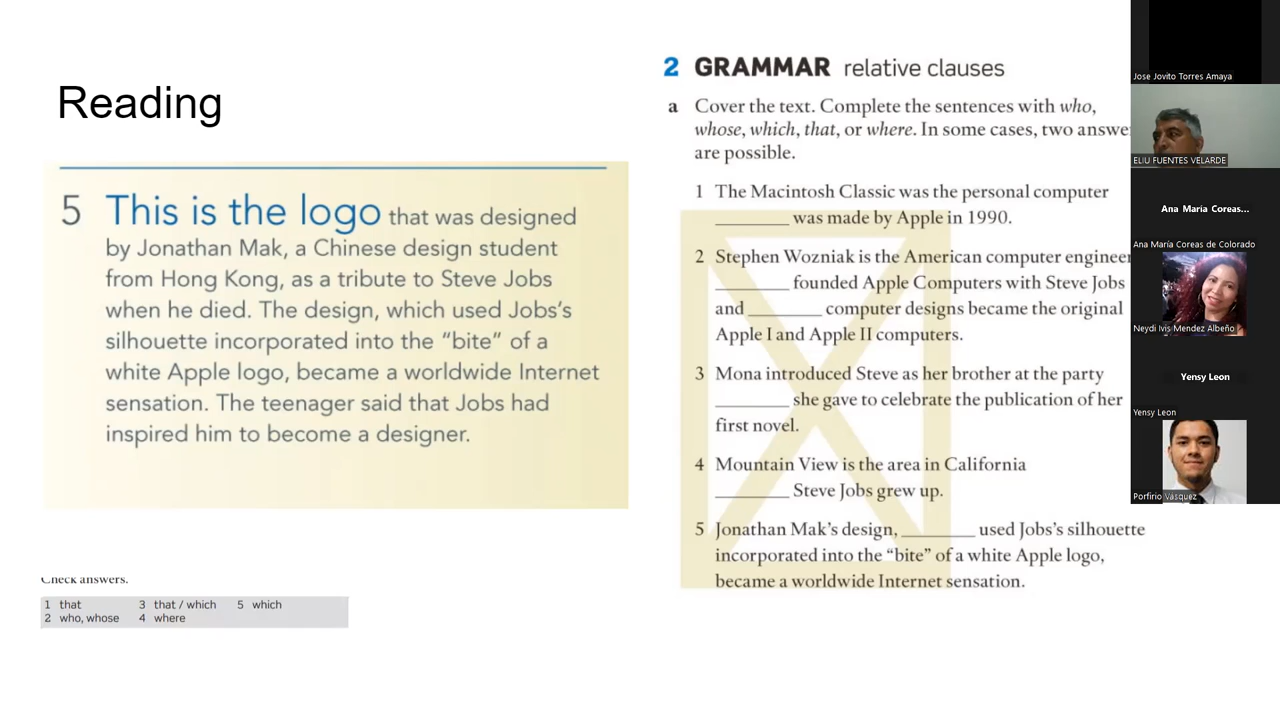 Reading
5 This is the logo that was designed
by Jonathan Mak, a Chinese design student
from Hong Kong, as a tribute to Steve Jobs
when he died. The design, which used Jobs's
silhouette incorporated into the "bite" of a
white Apple logo, became a worldwide Internet
sensation. The teenager said that Jobs had
inspired him to become a designer.
Check answers.
1 that 3 that / which 5 which
2 who, whose 4 where
2 GRAMMAR relative clauses
a Cover the text. Complete the sentences with who,
whose, which, that, or where. In some cases, two
are possible.
1 The Macintosh Classic was the personal computer
________ was made by Apple in 1990.
2 Stephen Wozniak is the American computer engineer
________ founded Apple Computers with Steve Jobs
and ________ computer designs became the original
Apple I and Apple II computers.
3 Mona introduced Steve as her brother at the party
________ she gave to celebrate the publication of her
first novel.
4 Mountain View is the area in California
________ Steve Jobs grew up.
5 Jonathan Mak's design, ________ used Jobs's silhouette
incorporated into the "bite" of a white Apple logo,
became a worldwide Internet sensation.
Jose Jovito Torres Amaya
ELIU FUENTES VELARDE
Ana Maria Coreas...
Ana María Coreas de Colorado
Neydi Ivis Mendez Albeño
Yensy Leon
Yensy Leon
Porfirio Vasquez